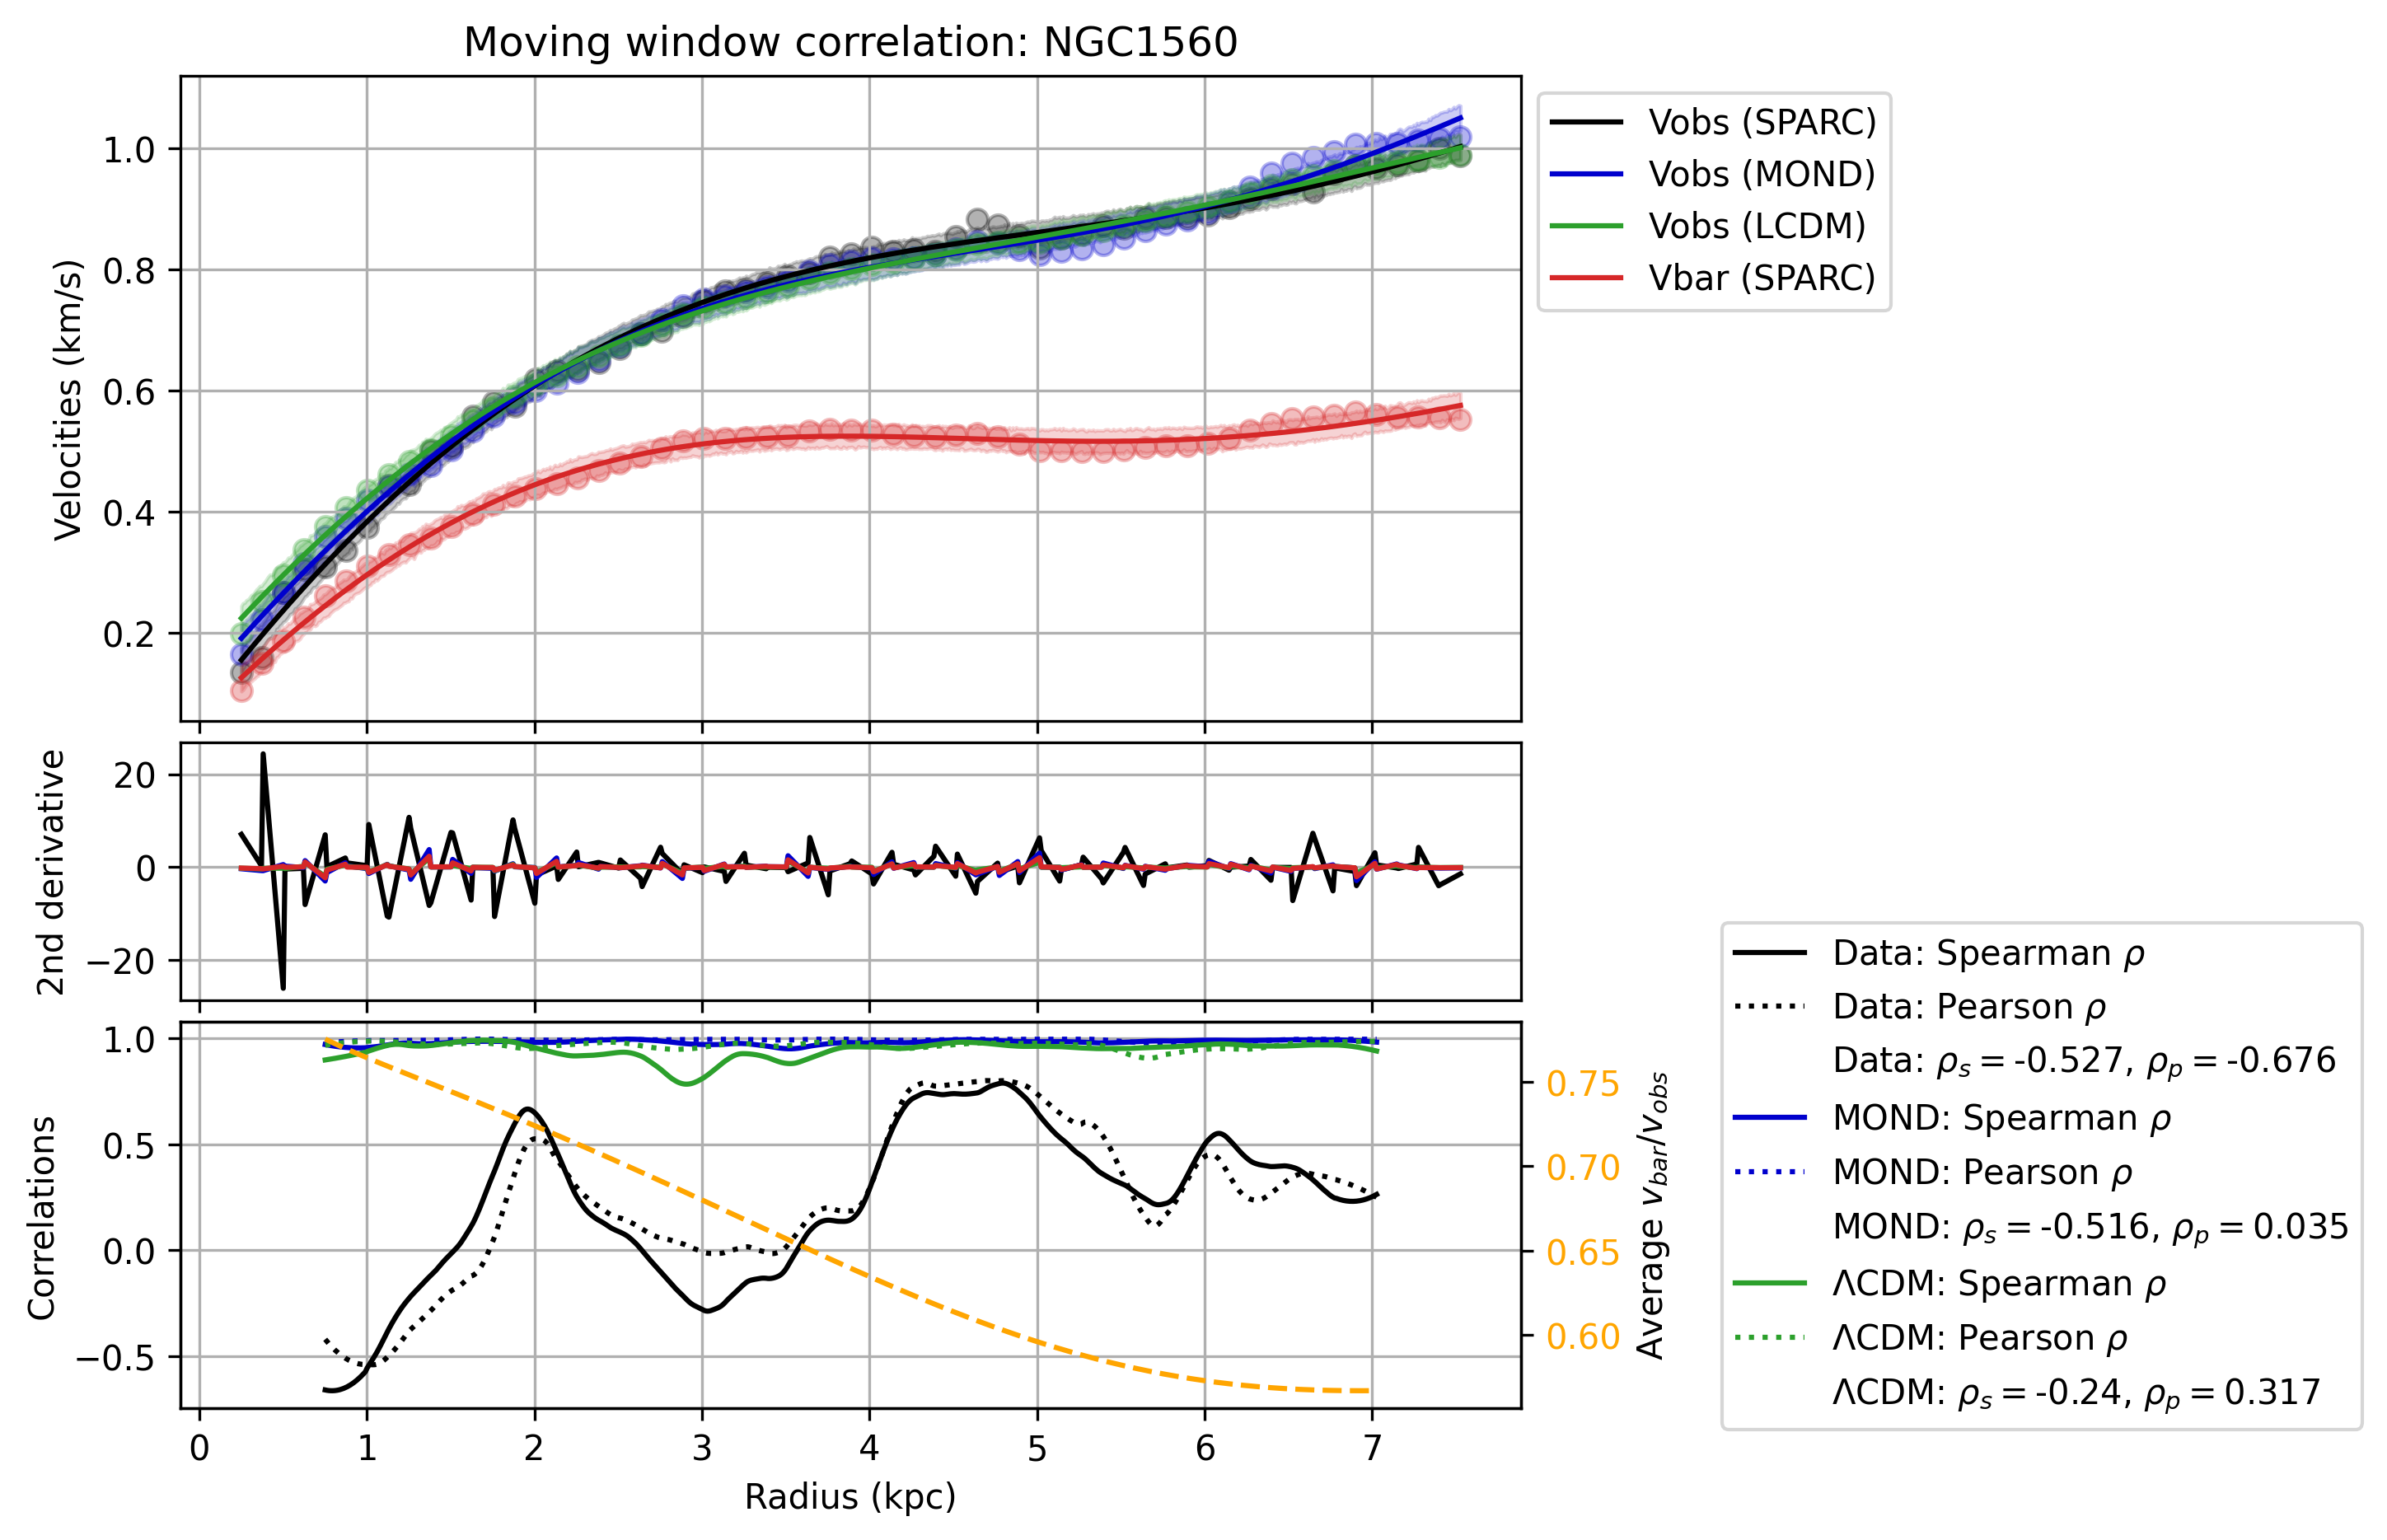 Moving window correlation: NGC1560
Velocities (km/s)
1.0
0.8
0.6
0.4
0.2
Vobs (SPARC)
Vobs (MOND)
Vobs (LCDM)
Vbar (SPARC)
2nd derivative
20
0
−20
Correlations
1.0
0.5
0.0
−0.5
0.75
0.70
0.65
0.60
Average v_bar/v_obs
0 1 2 3 4 5 6 7
Radius (kpc)
Data: Spearman ρ
Data: Pearson ρ
Data: ρ_s = -0.527, ρ_p = -0.676
MOND: Spearman ρ
MOND: Pearson ρ
MOND: ρ_s = -0.516, ρ_p = 0.035
ΛCDM: Spearman ρ
ΛCDM: Pearson ρ
ΛCDM: ρ_s = -0.24, ρ_p = 0.317